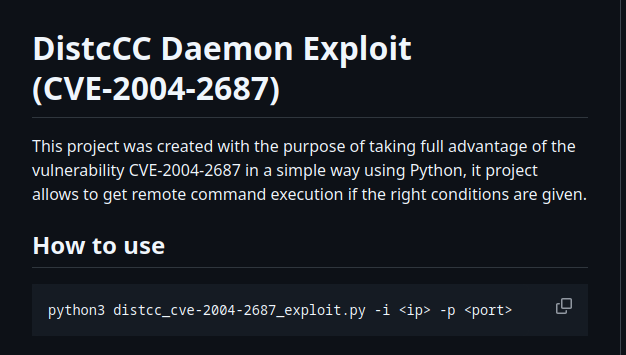 DistcCC Daemon Exploit
(CVE-2004-2687)
This project was created with the purpose of taking full advantage of the
vulnerability CVE-2004-2687 in a simple way using Python, it project
allows to get remote command execution if the right conditions are given.
How to use
python3 distcc_cve-2004-2687_exploit.py -i <ip> -p <port>